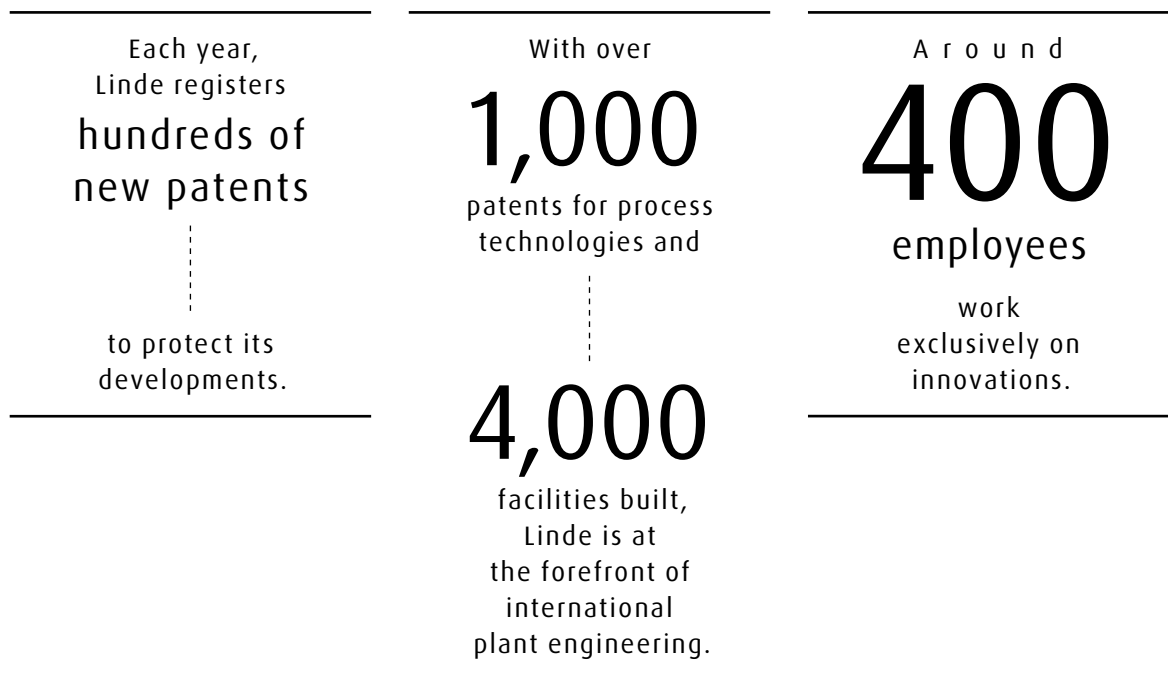 Each year,
Linde registers
hundreds of
new patents
to protect its
developments.
With over
1,000
patents for process
technologies and
4,000
facilities built,
Linde is at
the forefront of
international
plant engineering.
Around
400
employees
work
exclusively on
innovations.